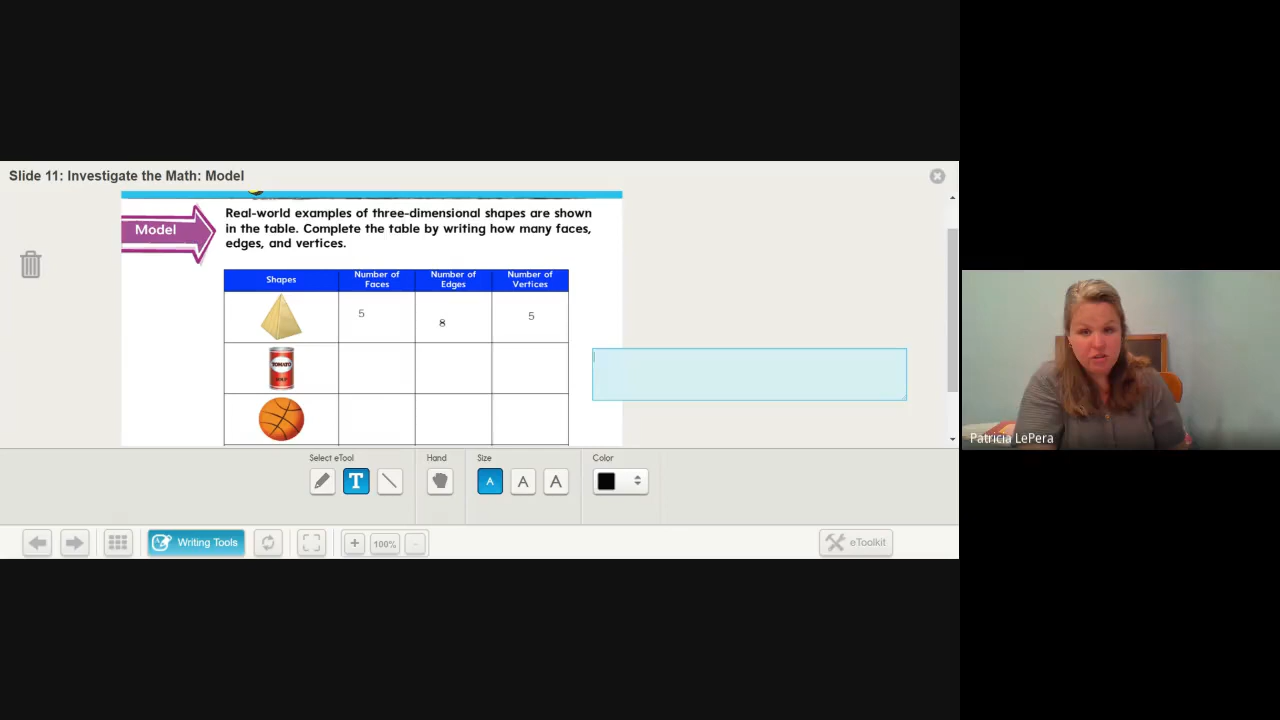 Slide 11: Investigate the Math: Model
Model
Real-world examples of three-dimensional shapes are shown
in the table. Complete the table by writing how many faces,
edges, and vertices.
Shapes
Number of
Faces
Number of
Edges
Number of
Vertices
5
8
5
TOMATO
Select eTool
Hand
Size
Color
T
A
A
A
Writing Tools
100%
eToolkit
Patricia LePera